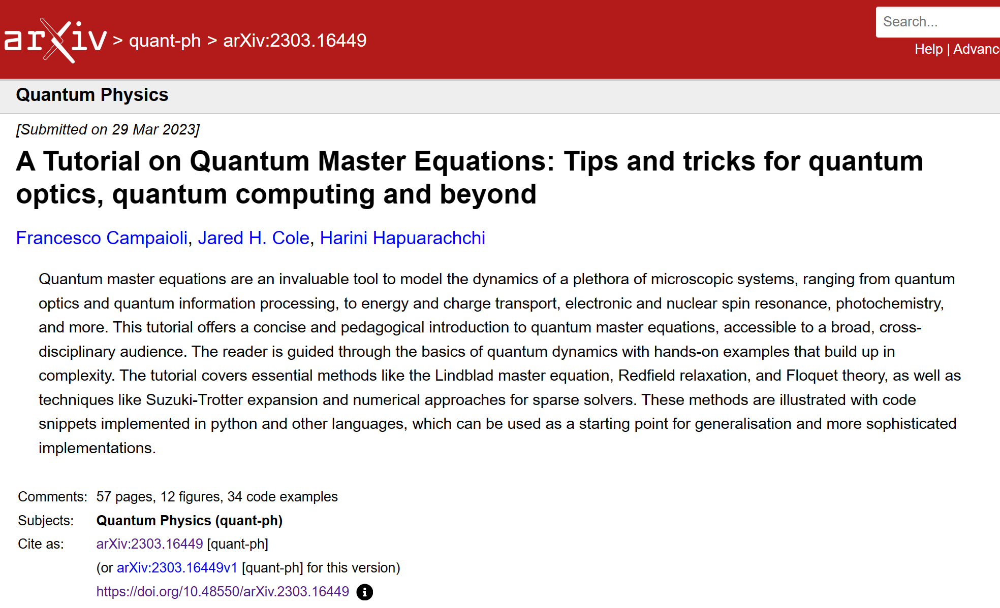 Search...
arXiv > quant-ph > arXiv:2303.16449
Help | Advanc
Quantum Physics
[Submitted on 29 Mar 2023]
A Tutorial on Quantum Master Equations: Tips and tricks for quantum
optics, quantum computing and beyond
Francesco Campaioli, Jared H. Cole, Harini Hapuarachchi
Quantum master equations are an invaluable tool to model the dynamics of a plethora of microscopic systems, ranging from quantum
optics and quantum information processing, to energy and charge transport, electronic and nuclear spin resonance, photochemistry,
and more. This tutorial offers a concise and pedagogical introduction to quantum master equations, accessible to a broad, cross-
disciplinary audience. The reader is guided through the basics of quantum dynamics with hands-on examples that build up in
complexity. The tutorial covers essential methods like the Lindblad master equation, Redfield relaxation, and Floquet theory, as well as
techniques like Suzuki-Trotter expansion and numerical approaches for sparse solvers. These methods are illustrated with code
snippets implemented in python and other languages, which can be used as a starting point for generalisation and more sophisticated
implementations.
Comments: 57 pages, 12 figures, 34 code examples
Subjects: Quantum Physics (quant-ph)
Cite as: arXiv:2303.16449 [quant-ph]
(or arXiv:2303.16449v1 [quant-ph] for this version)
https://doi.org/10.48550/arXiv.2303.16449